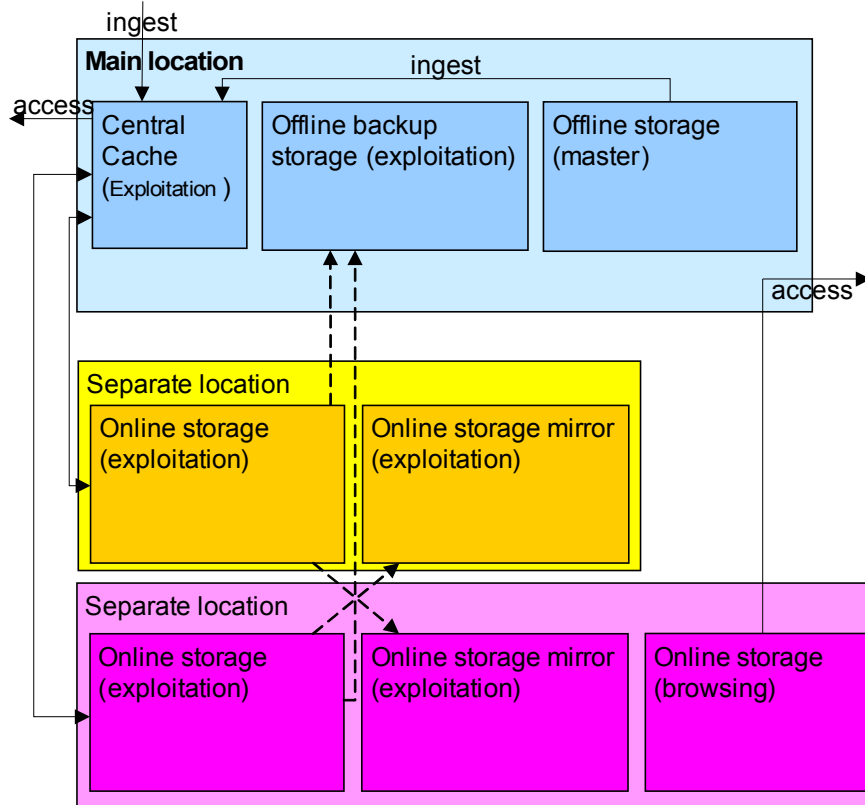 ingest
Main location
ingest
access
Central
Cache
(Exploitation )
Offline backup
storage (exploitation)
Offline storage
(master)
access
Separate location
Online storage
(exploitation)
Online storage mirror
(exploitation)
Separate location
Online storage
(exploitation)
Online storage mirror
(exploitation)
Online storage
(browsing)